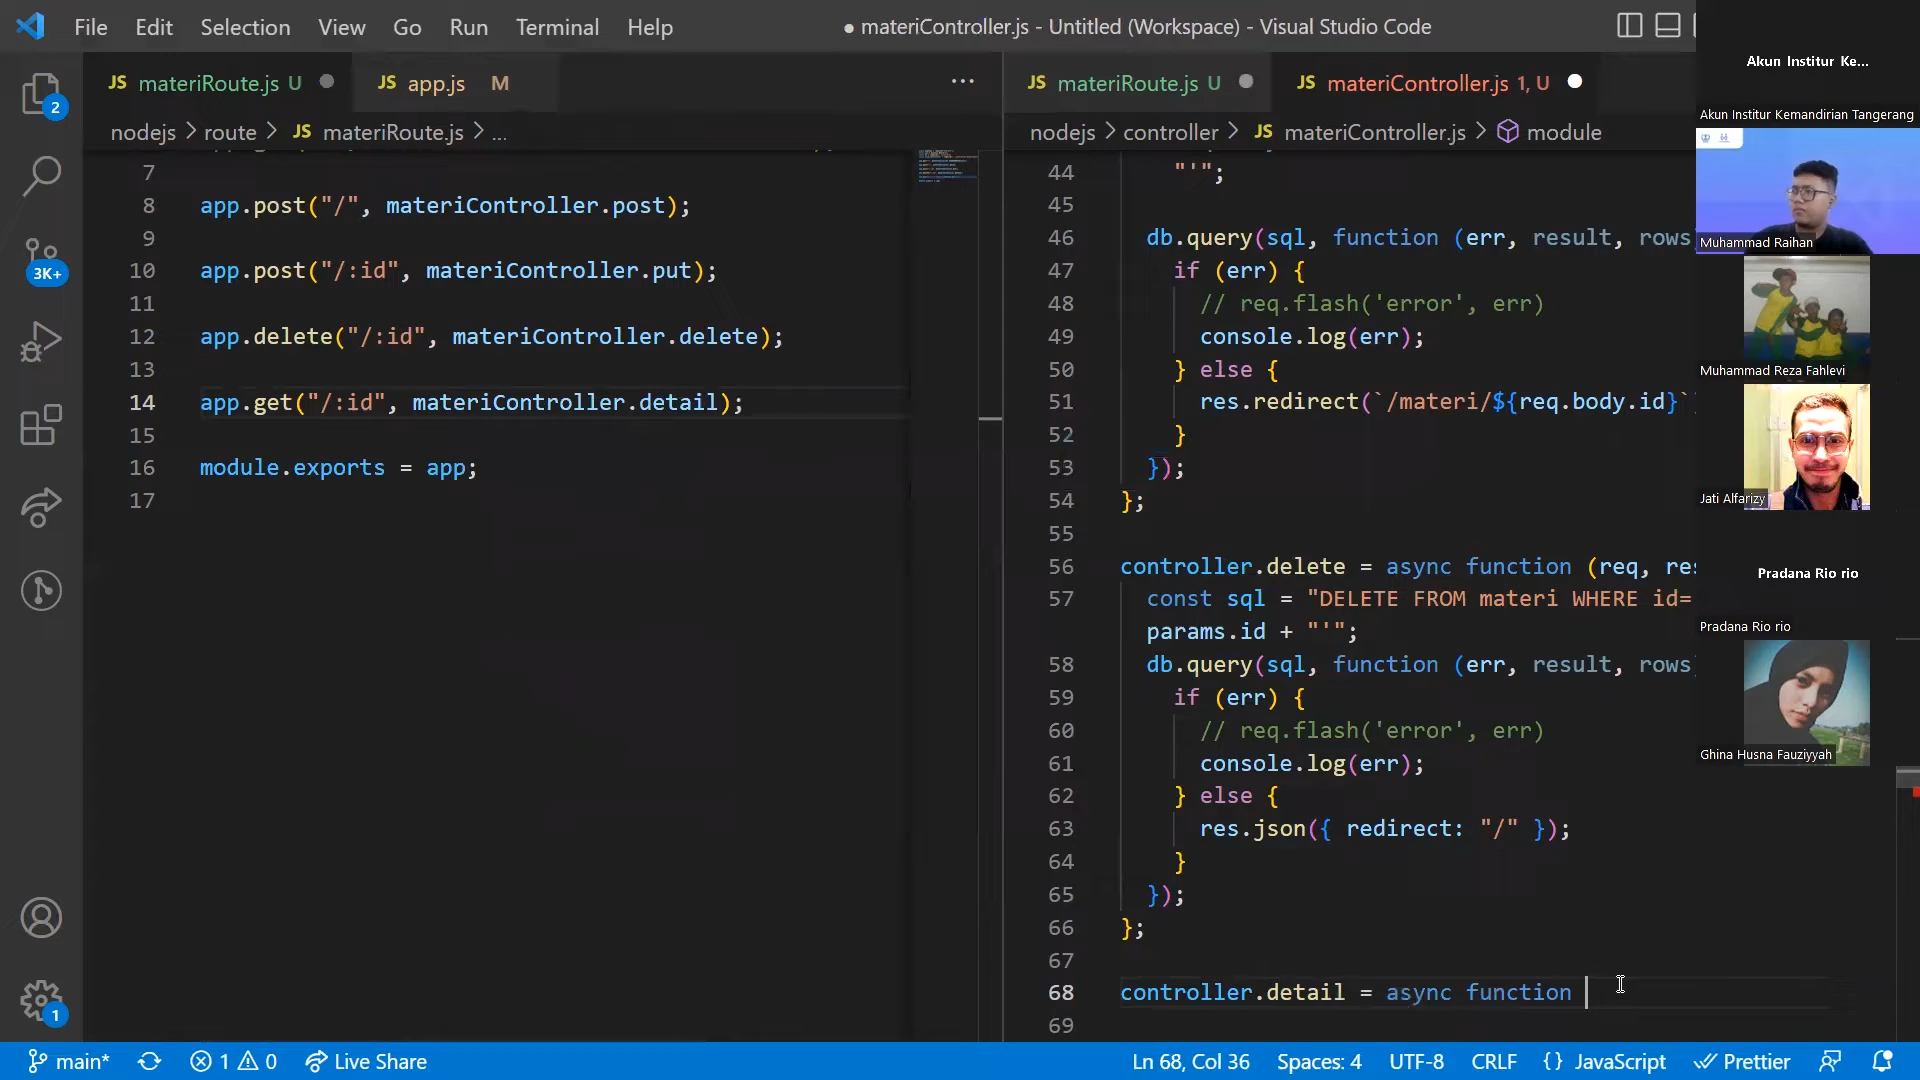 File Edit Selection View Go Run Terminal Help
● materiController.js - Untitled (Workspace) - Visual Studio Code
JS materiRoute.js U ● JS app.js M ...
nodejs > route > JS materiRoute.js > ...
7
8 app.post("/", materiController.post);
9
10 app.post("/:id", materiController.put);
11
12 app.delete("/:id", materiController.delete);
13
14 app.get("/:id", materiController.detail);
15
16 module.exports = app;
17
JS materiRoute.js U ● JS materiController.js 1, U ●
nodejs > controller > JS materiController.js > module
44 "'";
45
46 db.query(sql, function (err, result, rows
47 if (err) {
48 // req.flash('error', err)
49 console.log(err);
50 } else {
51 res.redirect(`/materi/${req.body.id}`
52 }
53 });
54 };
55
56 controller.delete = async function (req, res
57 const sql = "DELETE FROM materi WHERE id=
params.id + "'";
58 db.query(sql, function (err, result, rows
59 if (err) {
60 // req.flash('error', err)
61 console.log(err);
62 } else {
63 res.json({ redirect: "/" });
64 }
65 });
66 };
67
68 controller.detail = async function
69
Akun Institur Ke...
Akun Institur Kemandirian Tangerang
Muhammad Raihan
Muhammad Reza Fahlevi
Jati Alfarizy
Pradana Rio rio
Pradana Rio rio
Ghina Husna Fauziyyah
2
3K+
1
main* 1 0 Live Share
Ln 68, Col 36 Spaces: 4 UTF-8 CRLF {} JavaScript Prettier